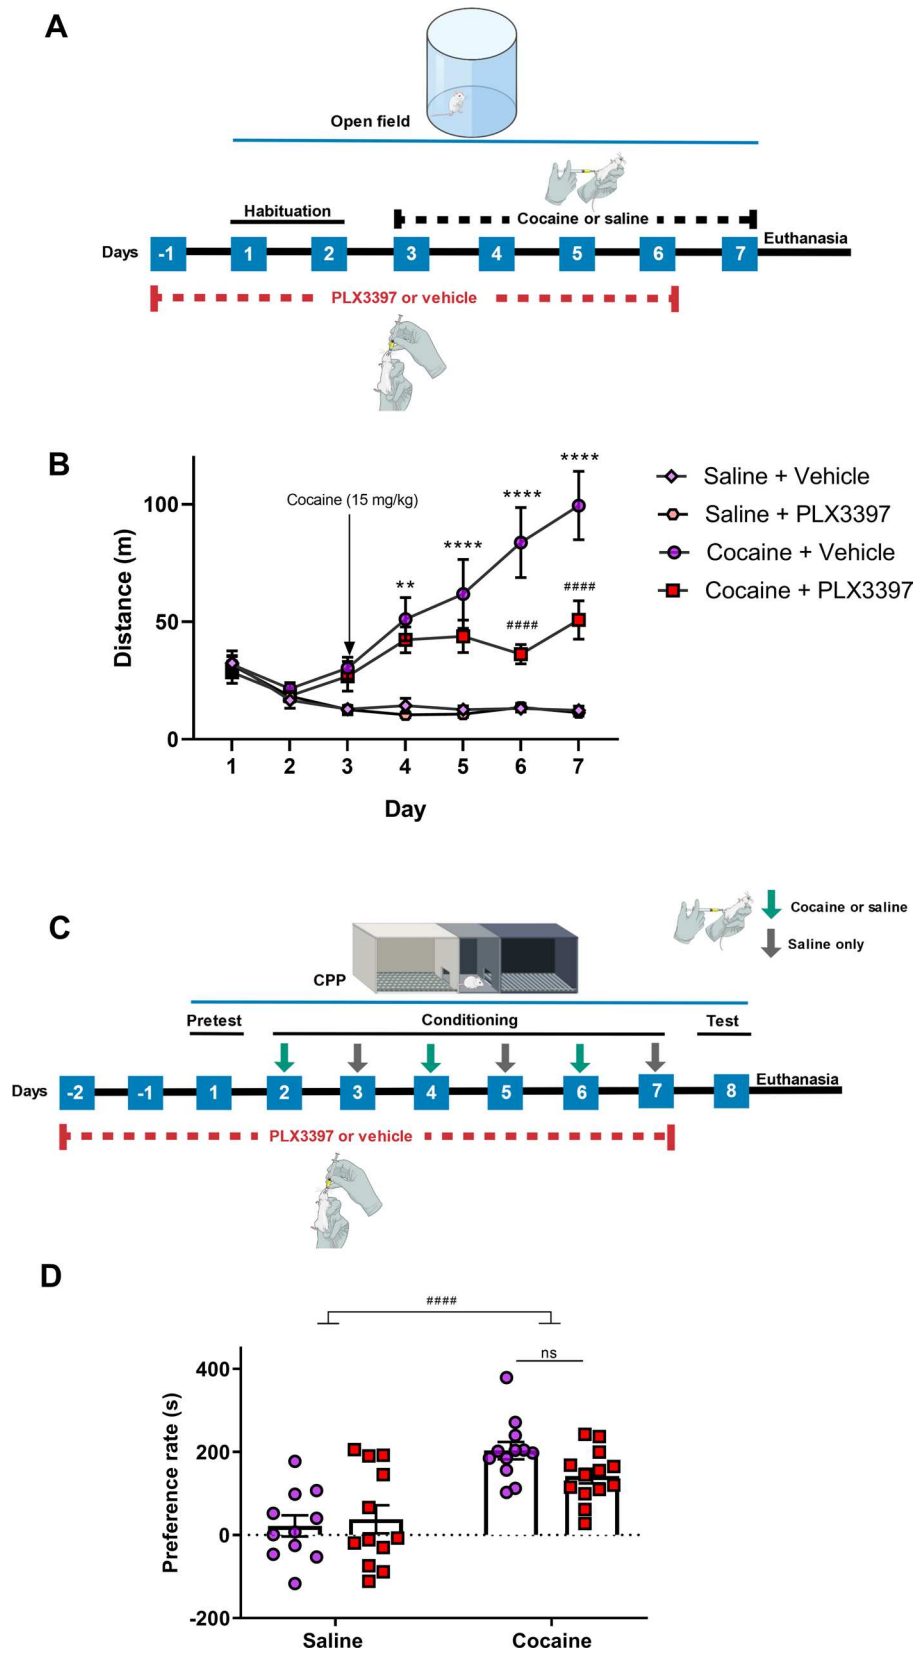 A
Open field
Habituation
Cocaine or saline
Days -1 1 2 3 4 5 6 7 Euthanasia
PLX3397 or vehicle
B
Distance (m)
100
50
0
Cocaine (15 mg/kg)
**
****
****
****
####
####
1 2 3 4 5 6 7
Day
Saline + Vehicle
Saline + PLX3397
Cocaine + Vehicle
Cocaine + PLX3397
C
Cocaine or saline
Saline only
CPP
Pretest Conditioning Test
Days -2 -1 1 2 3 4 5 6 7 8 Euthanasia
PLX3397 or vehicle
D
####
ns
Preference rate (s)
400
200
0
-200
Saline Cocaine